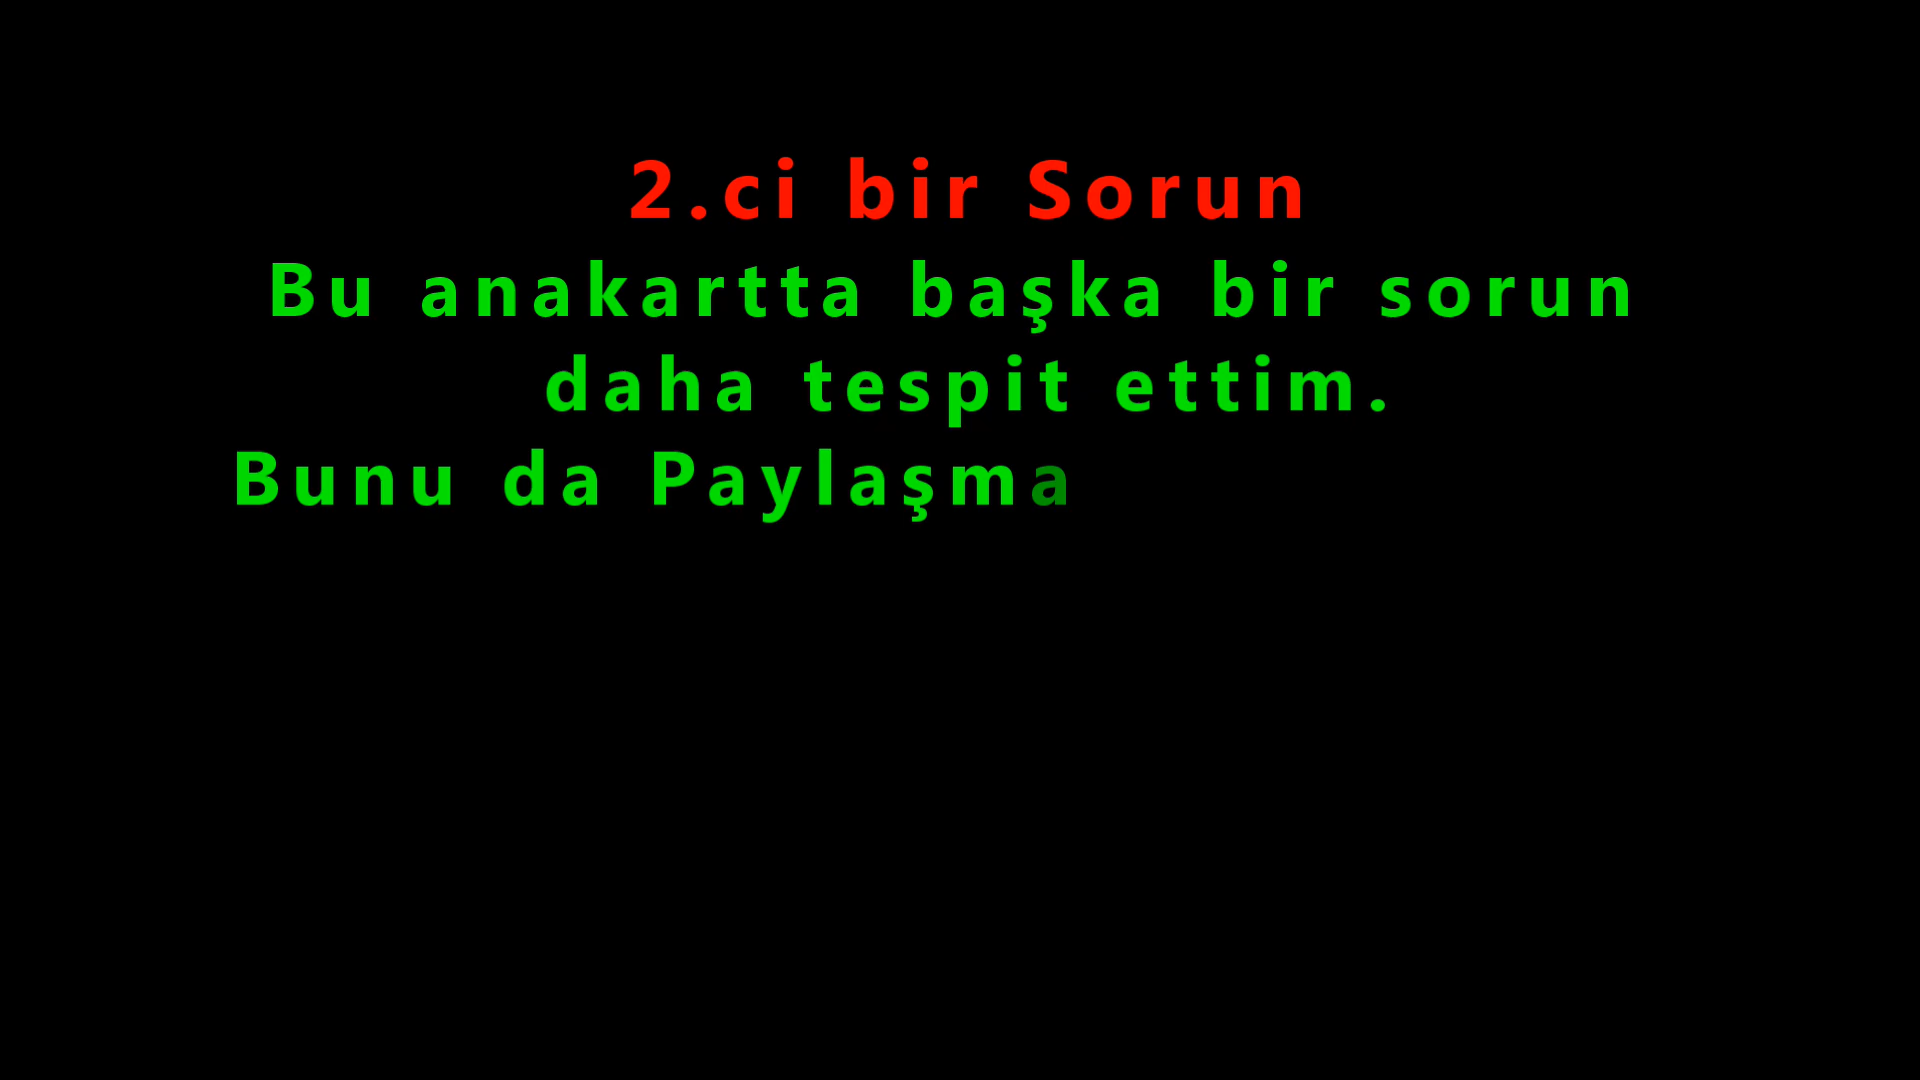 2.ci bir Sorun
Bu anakartta başka bir sorun
daha tespit ettim.
Bunu da Paylaşma